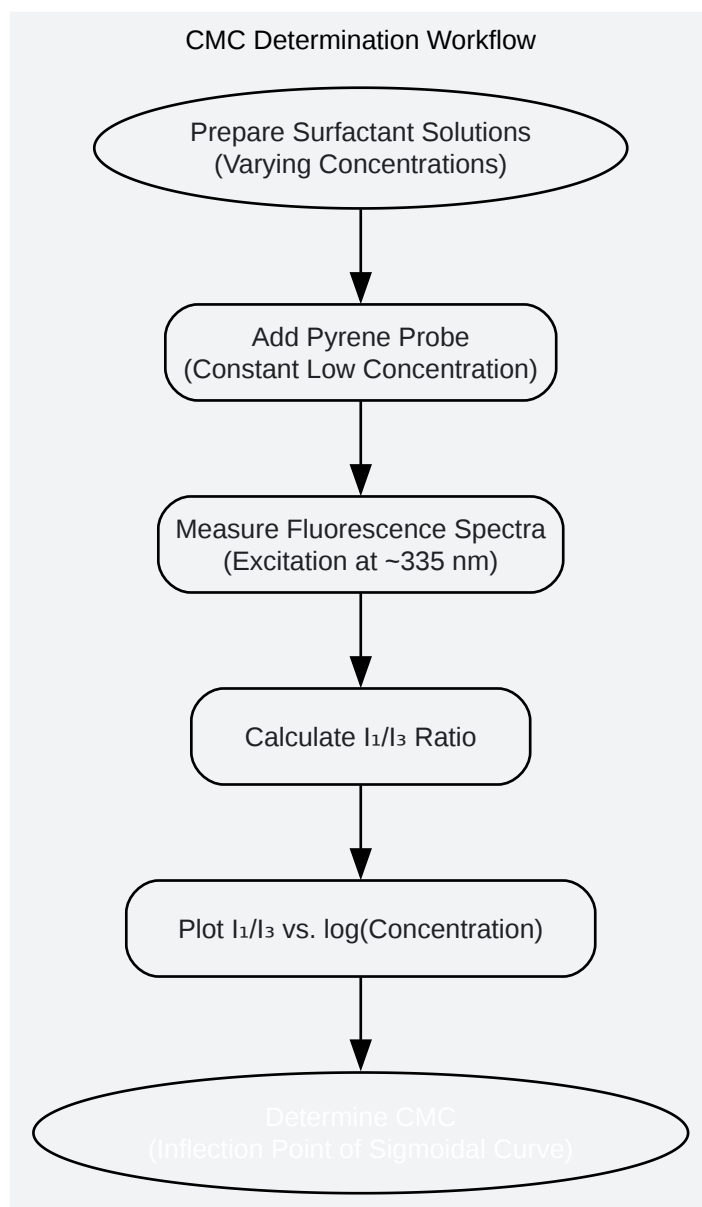 CMC Determination Workflow
Prepare Surfactant Solutions
(Varying Concentrations)
Add Pyrene Probe
(Constant Low Concentration)
Measure Fluorescence Spectra
(Excitation at ~335 nm)
Calculate I₁/I₃ Ratio
Plot I₁/I₃ vs. log(Concentration)
Determine CMC
(Inflection Point of Sigmoidal Curve)